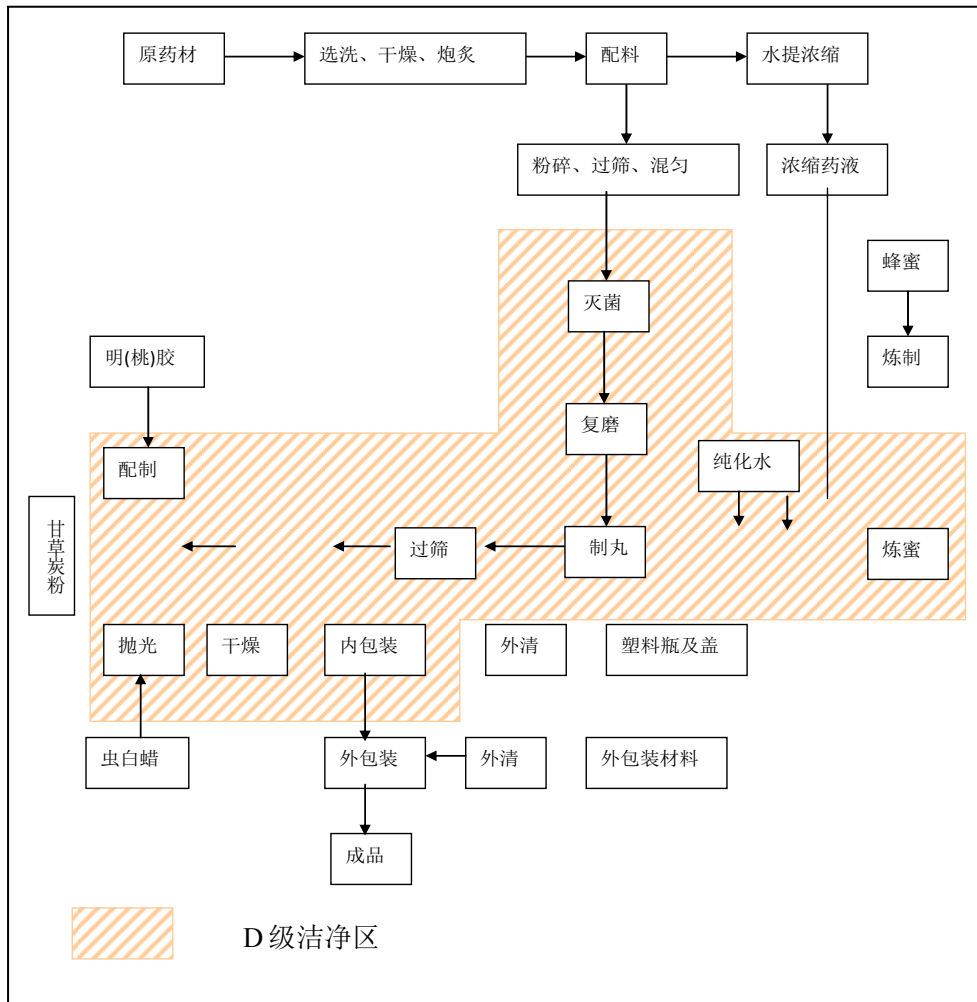 原药材
选洗、干燥、炮炙
配料
水提浓缩
粉碎、过筛、混匀
浓缩药液
蜂蜜
灭菌
明(桃)胶
炼制
复磨
配制
纯化水
甘草炭粉
过筛
制丸
炼蜜
抛光
干燥
内包装
外清
塑料瓶及盖
虫白蜡
外包装
外清
外包装材料
成品
D级洁净区